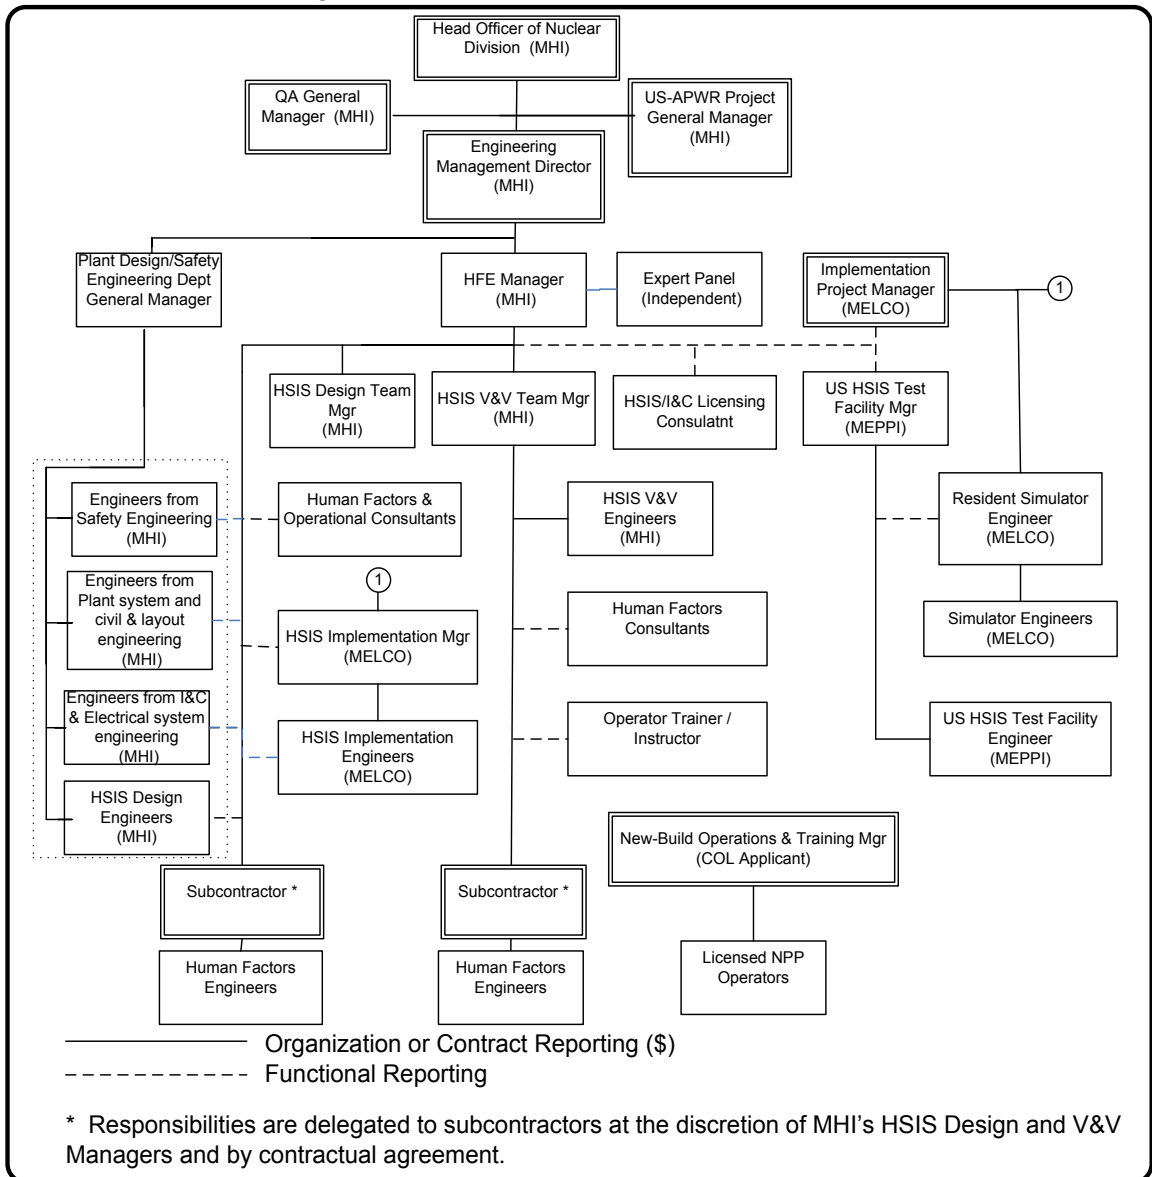 Head Officer of Nuclear
Division (MHI)
QA General
Manager (MHI)
US-APWR Project
General Manager
(MHI)
Engineering
Management Director
(MHI)
Plant Design/Safety
Engineering Dept
General Manager
HFE Manager
(MHI)
Expert Panel
(Independent)
Implementation
Project Manager
(MELCO)
1
HSIS Design Team
Mgr
(MHI)
HSIS V&V Team Mgr
(MHI)
HSIS/I&C Licensing
Consulatnt
US HSIS Test
Facility Mgr
(MEPPI)
Engineers from
Safety Engineering
(MHI)
Human Factors &
Operational Consultants
HSIS V&V
Engineers
(MHI)
Resident Simulator
Engineer
(MELCO)
Engineers from
Plant system and
civil & layout
engineering
(MHI)
1
HSIS Implementation Mgr
(MELCO)
Human Factors
Consultants
Simulator Engineers
(MELCO)
Engineers from I&C
& Electrical system
engineering
(MHI)
HSIS Implementation
Engineers
(MELCO)
Operator Trainer /
Instructor
US HSIS Test Facility
Engineer
(MEPPI)
HSIS Design
Engineers
(MHI)
New-Build Operations & Training Mgr
(COL Applicant)
Subcontractor *
Subcontractor *
Human Factors
Engineers
Human Factors
Engineers
Licensed NPP
Operators
Organization or Contract Reporting ($)
Functional Reporting
* Responsibilities are delegated to subcontractors at the discretion of MHI's HSIS Design and V&V
Managers and by contractual agreement.